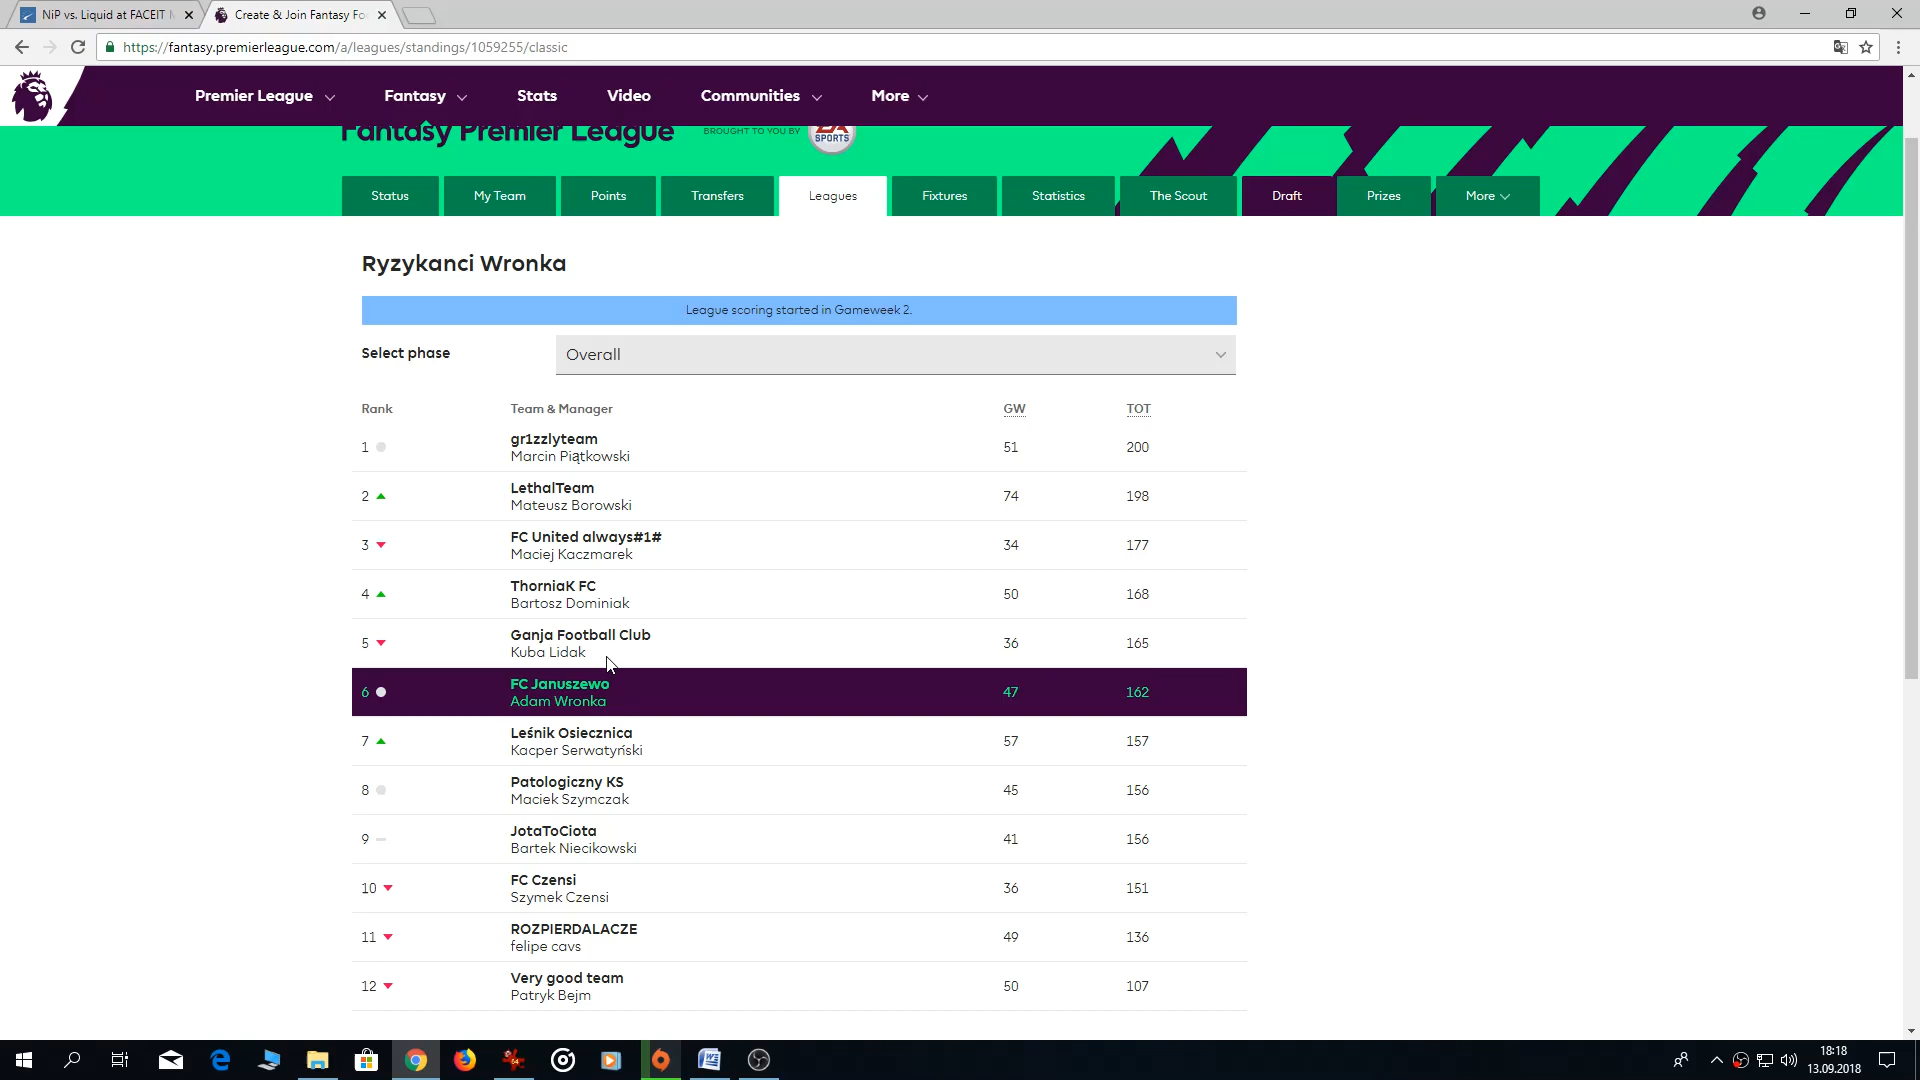 NiP vs. Liquid at FACEIT
Create & Join Fantasy Fo
https://fantasy.premierleague.com/a/leagues/standings/1059255/classic
Premier League
Fantasy
Stats
Video
Communities
More
Fantasy Premier League
BROUGHT TO YOU BY
EA SPORTS
Status
My Team
Points
Transfers
Leagues
Fixtures
Statistics
The Scout
Draft
Prizes
More
Ryzykanci Wronka
League scoring started in Gameweek 2.
Select phase
Overall
Rank Team & Manager GW TOT
1 gr1zzlyteam 51 200
Marcin Piątkowski
2 LethalTeam 74 198
Mateusz Borowski
3 FC United always#1# 34 177
Maciej Kaczmarek
4 ThorniaK FC 50 168
Bartosz Dominiak
5 Ganja Football Club 36 165
Kuba Lidak
6 FC Januszewo 47 162
Adam Wronka
7 Leśnik Osiecznica 57 157
Kacper Serwatyński
8 Patologiczny KS 45 156
Maciek Szymczak
9 JotaToCiota 41 156
Bartek Niecikowski
10 FC Czensi 36 151
Szymek Czensi
11 ROZPIERDALACZE 49 136
felipe cavs
12 Very good team 50 107
Patryk Bejm
18:18
13.09.2018